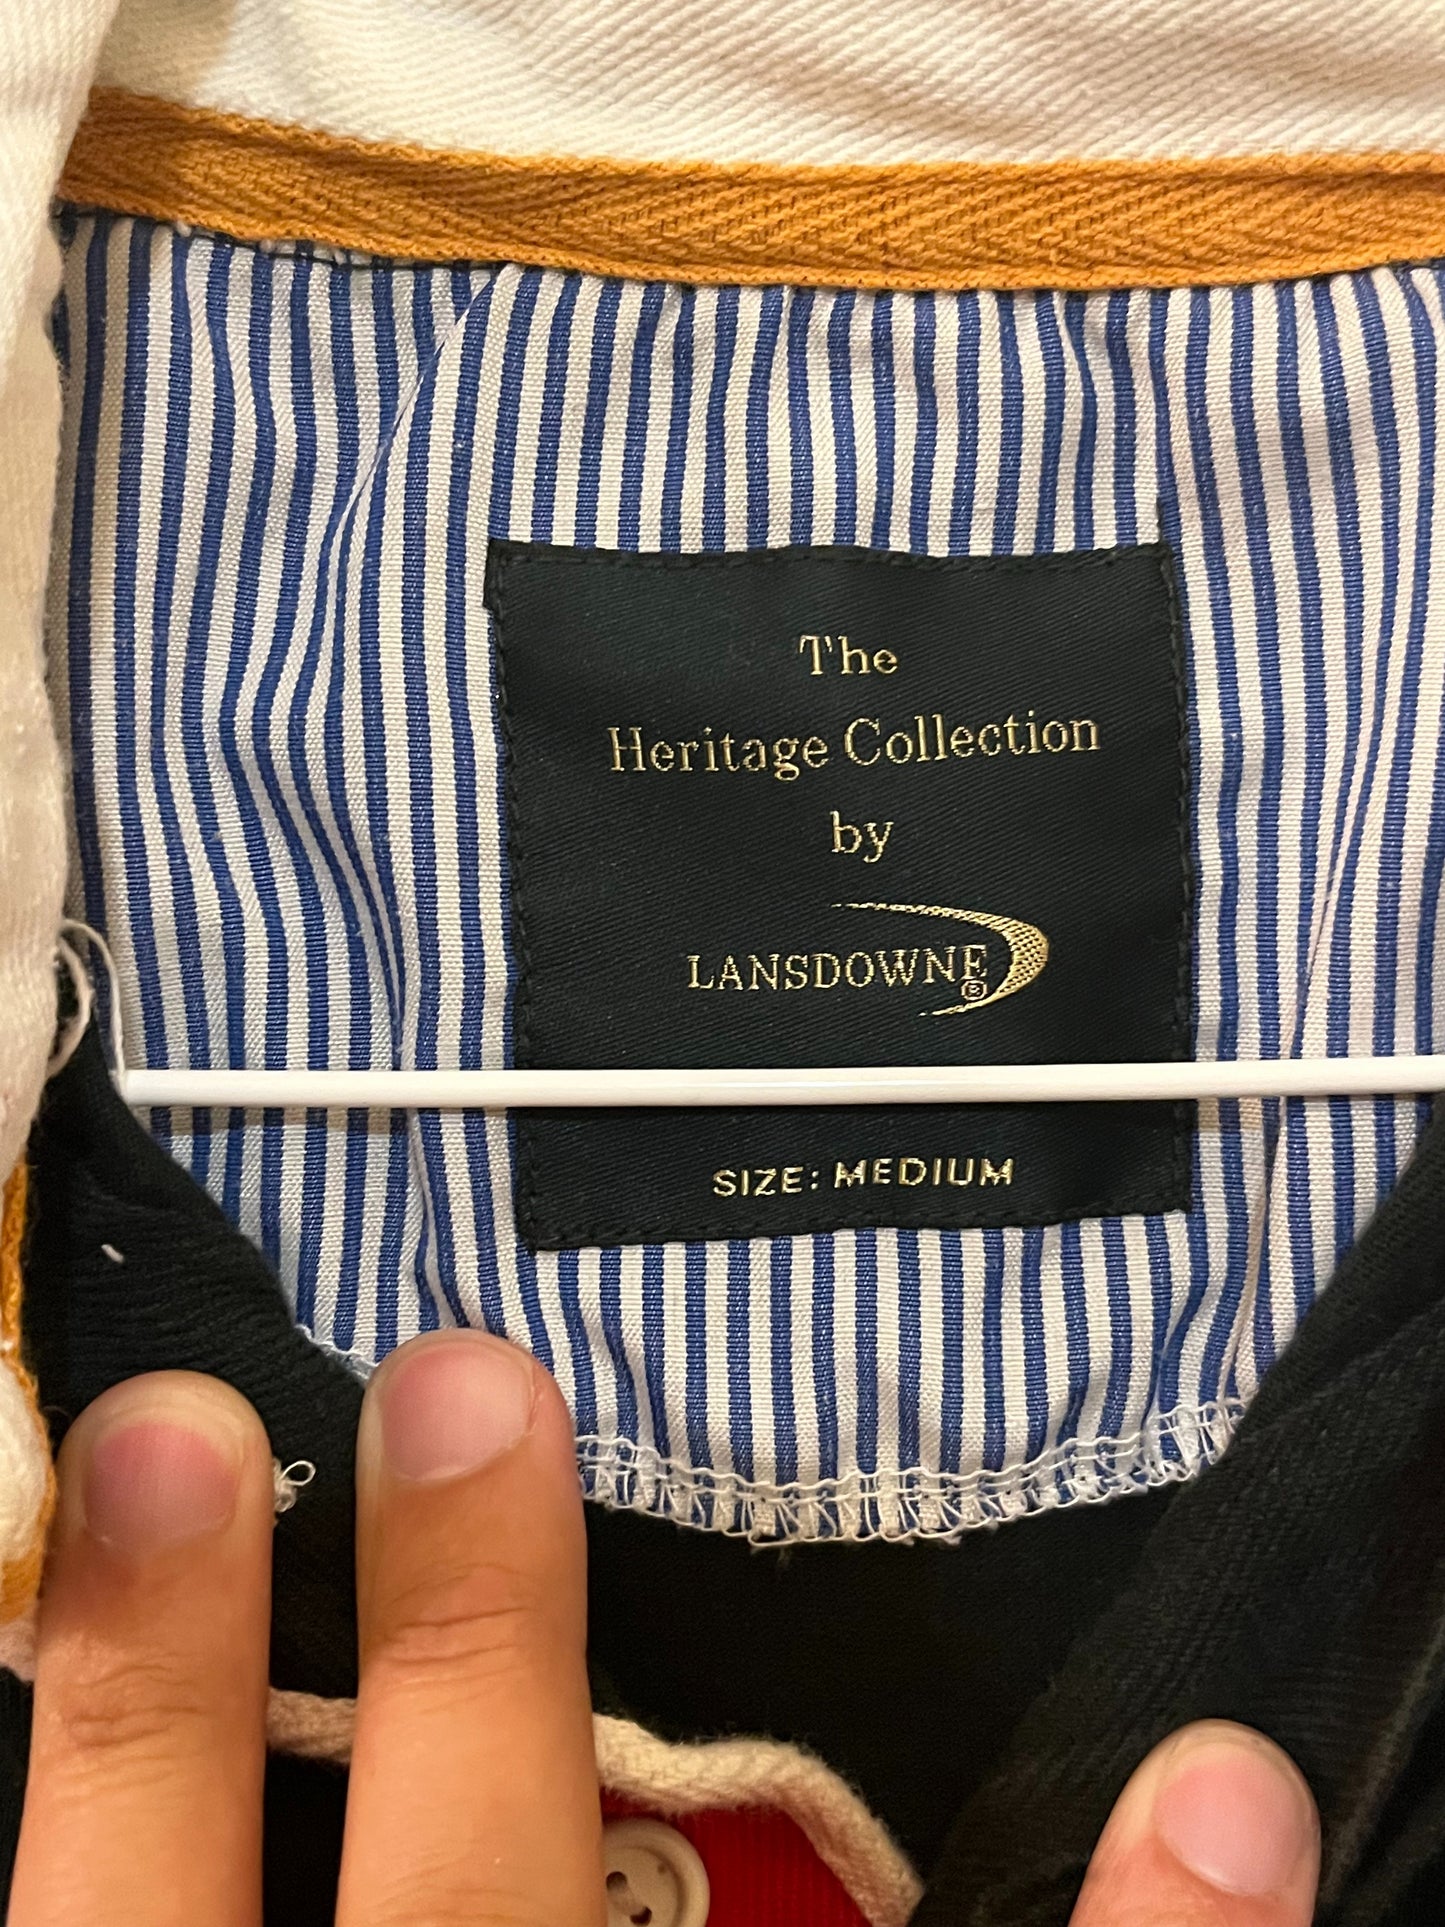 The
Heritage Collection
by
LANSDOWNE®
SIZE: MEDIUM